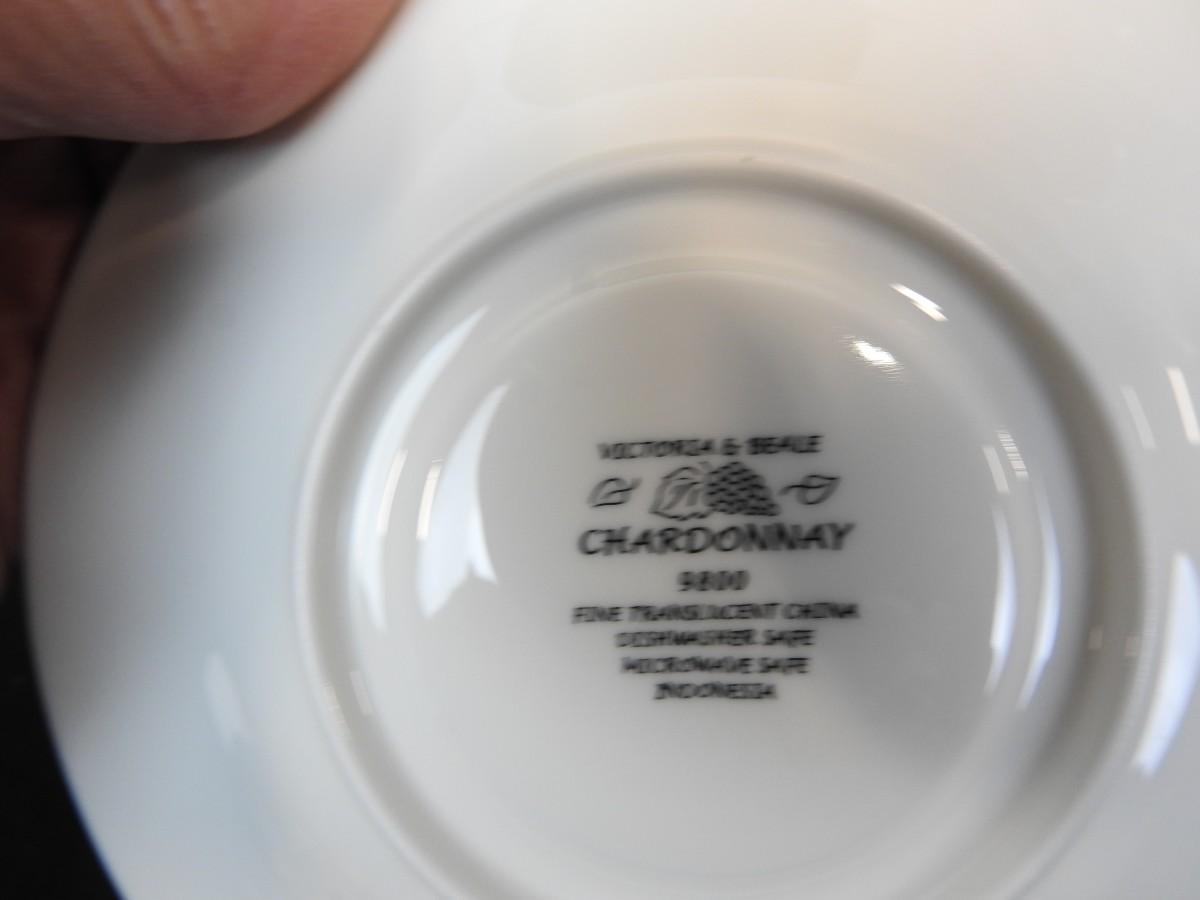 VICTORIA & BEALE
CHARDONNAY
9800
FINE TRANSLUCENT CHINA
DISHWASHER SAFE
MICROWAVE SAFE
INDONESIA